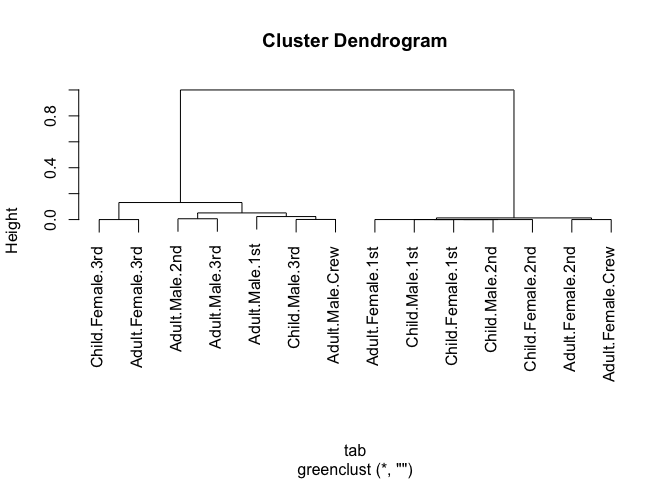 Cluster Dendrogram
Height
0.0
0.4
0.8
Child.Female.3rd
Adult.Female.3rd
Adult.Male.2nd
Adult.Male.3rd
Adult.Male.1st
Child.Male.3rd
Adult.Male.Crew
Adult.Female.1st
Child.Male.1st
Child.Female.1st
Child.Male.2nd
Child.Female.2nd
Adult.Female.2nd
Adult.Female.Crew
tab
greenclust (*, "")